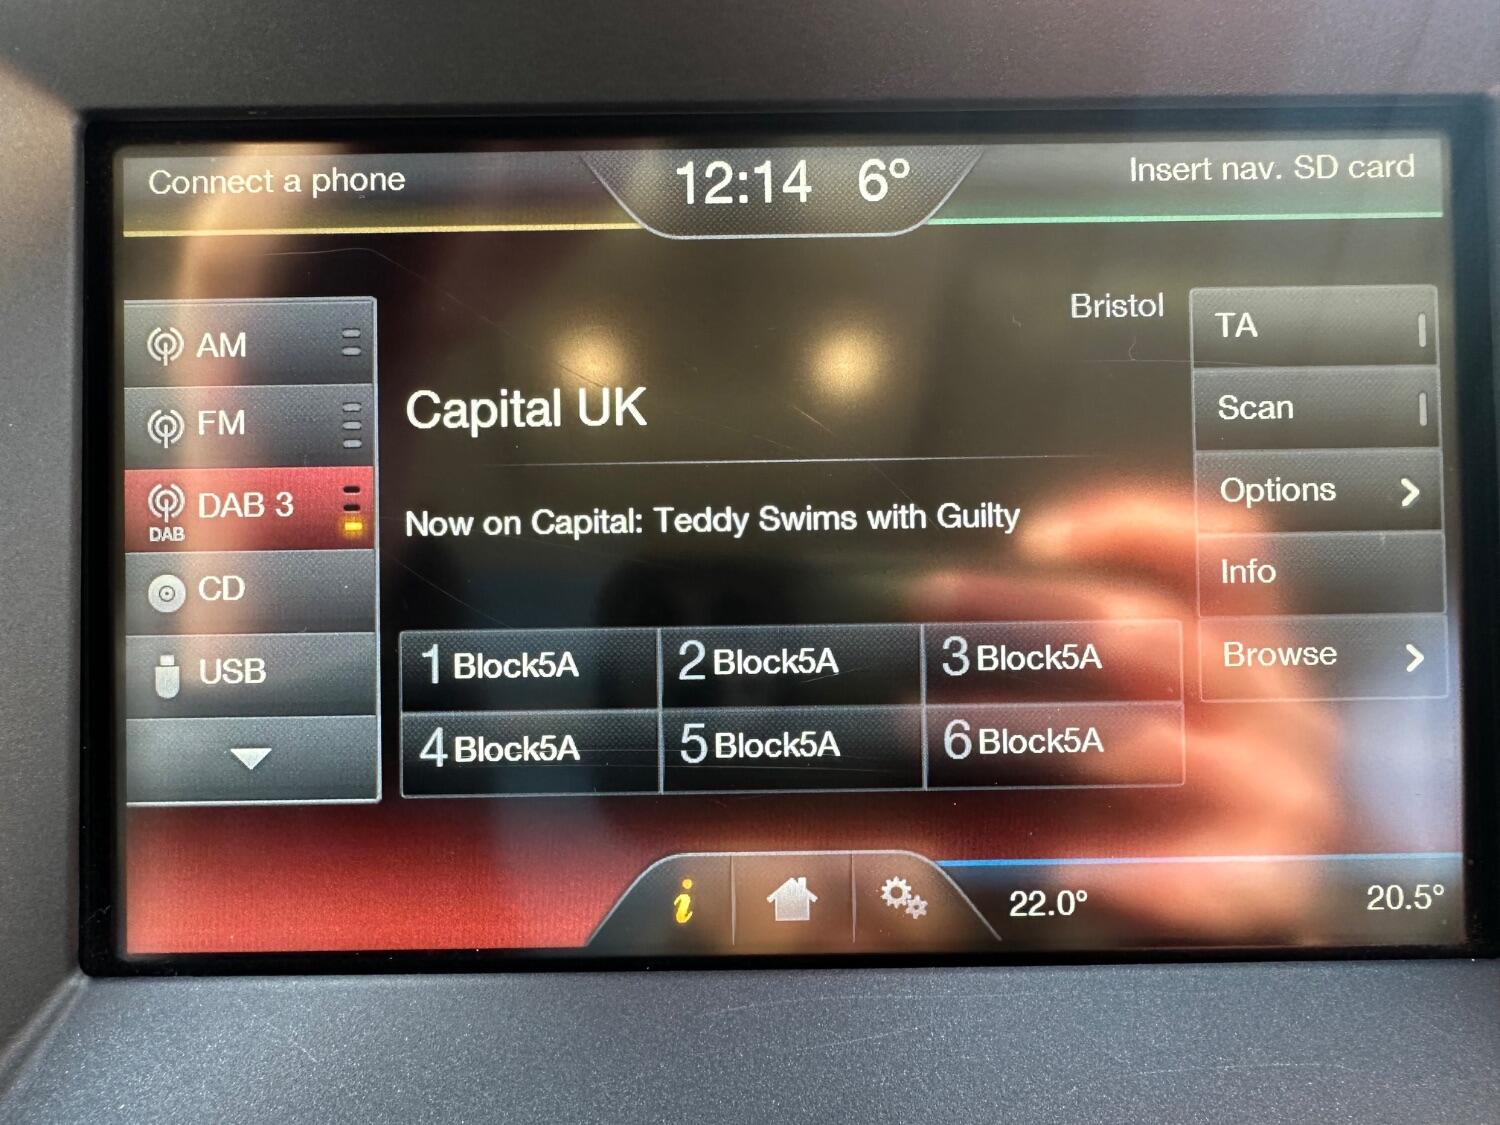 Connect a phone
12:14 6°
Insert nav. SD card
Bristol
AM
FM
DAB 3
DAB
CD
USB
Capital UK
Now on Capital: Teddy Swims with Guilty
1 Block5A
2 Block5A
3 Block5A
4 Block5A
5 Block5A
6 Block5A
TA
Scan
Options
Info
Browse
i
22.0°
20.5°